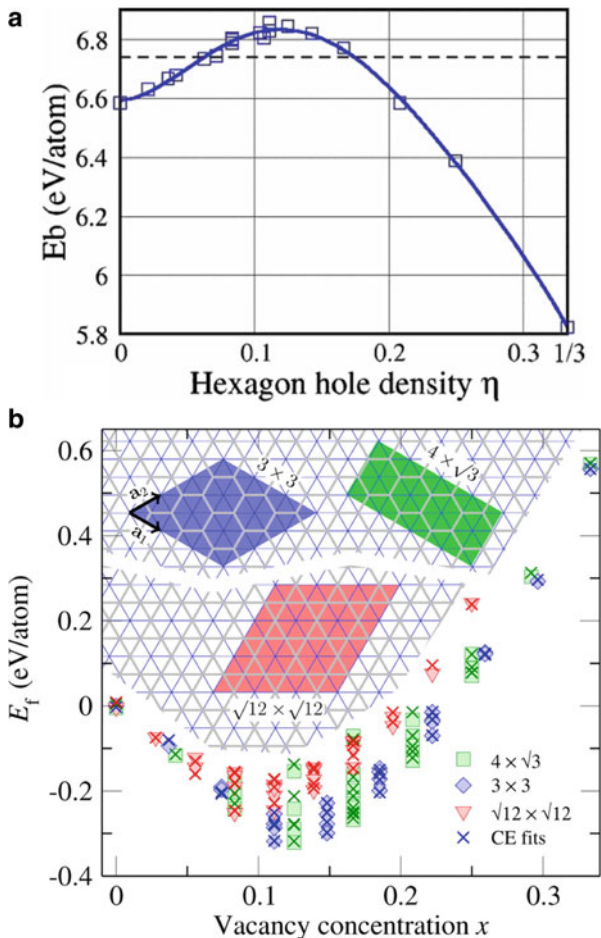 a
Eb (eV/atom)
6.8
6.6
6.4
6.2
6
5.8
0 0.1 0.2 0.3 1/3
Hexagon hole density η
b
E_f (eV/atom)
0.6
0.4
0.2
0
-0.2
-0.4
a₂
a₁
3 × 3
4 × √3
√12 × √12
4 × √3
3 × 3
√12 × √12
CE fits
0 0.1 0.2 0.3
Vacancy concentration x